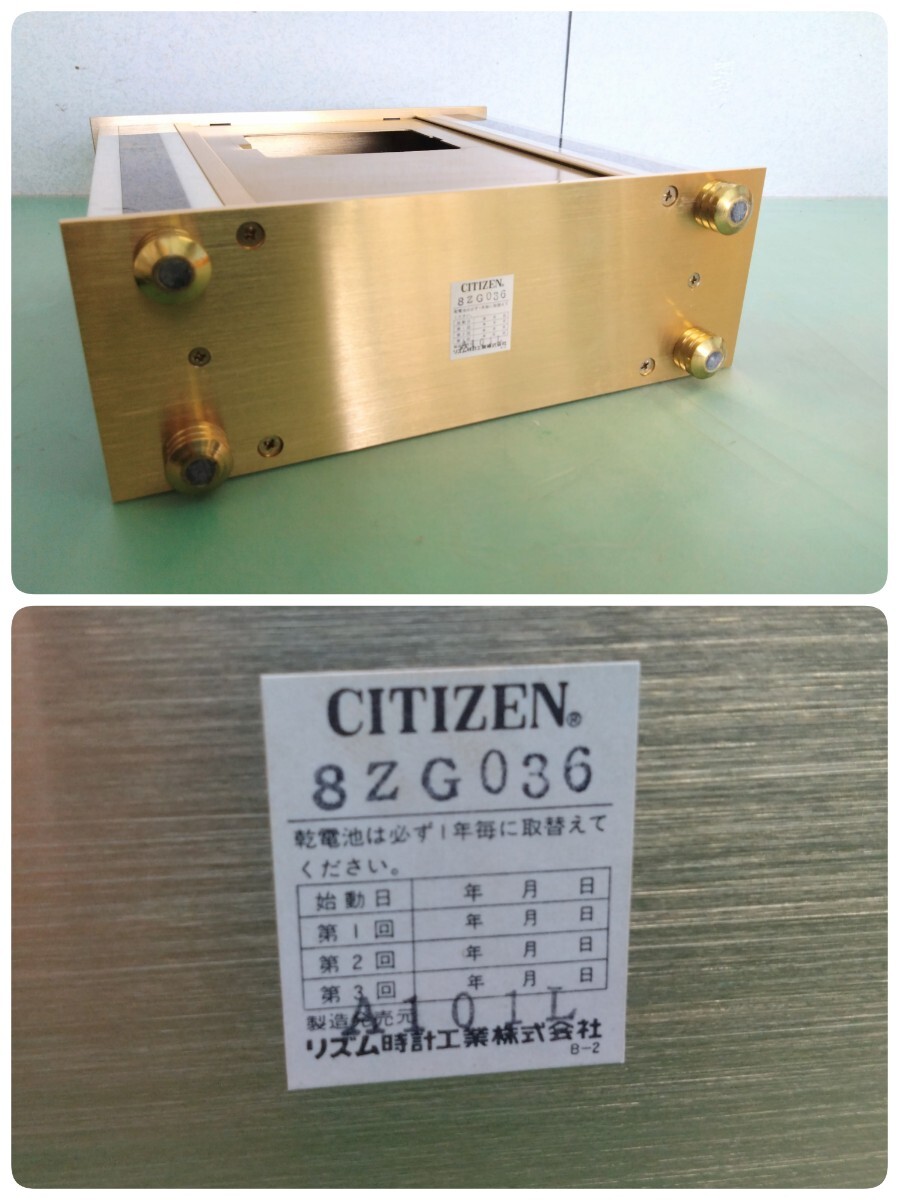 CITIZEN.
8ZG036
A101L
CITIZEN®
8ZG036
乾電池は必ず1年毎に取替えて
ください。
始動日 年 月 日
第1回 年 月 日
第2回 年 月 日
第3回 年 月 日
A101L
製造発売元
リズム時計工業株式会社
B-2